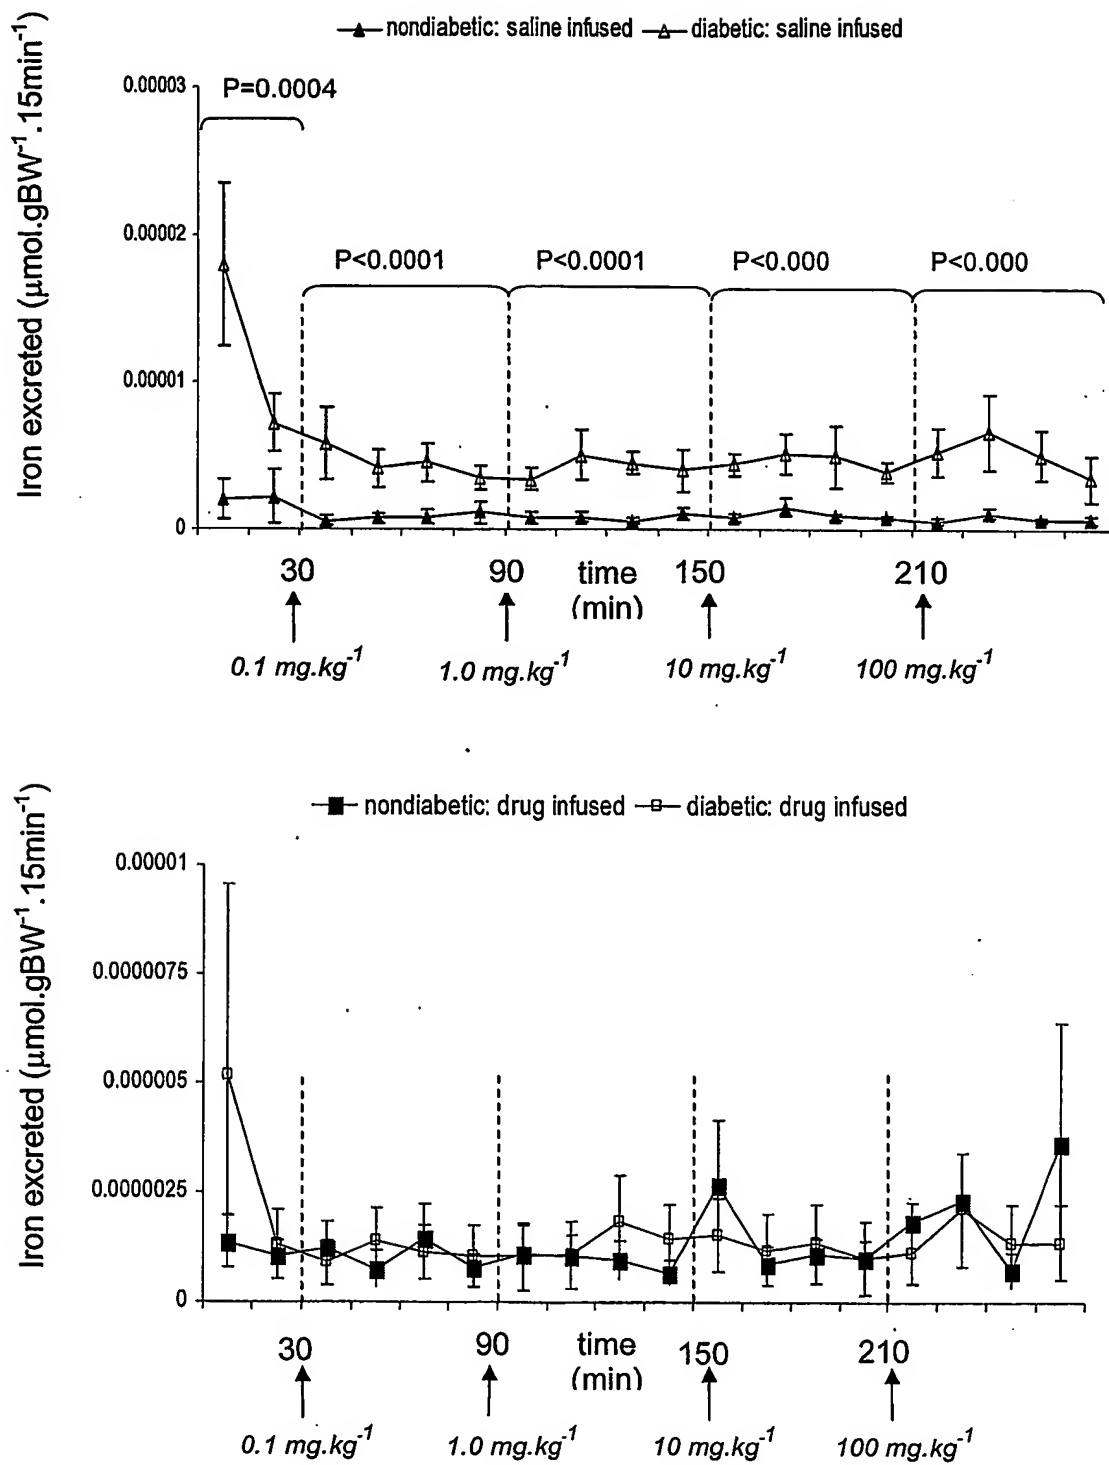 nondiabetic: saline infused diabetic: saline infused
Iron excreted (µmol.gBW⁻¹.15min⁻¹)
0.00003
P=0.0004
0.00002
P<0.0001 P<0.0001 P<0.000 P<0.000
0.00001
0
30 90 time 150 210
(min)
0.1 mg.kg⁻¹ 1.0 mg.kg⁻¹ 10 mg.kg⁻¹ 100 mg.kg⁻¹
nondiabetic: drug infused diabetic: drug infused
Iron excreted (µmol.gBW⁻¹.15min⁻¹)
0.00001
0.0000075
0.000005
0.0000025
0
30 90 time 150 210
(min)
0.1 mg.kg⁻¹ 1.0 mg.kg⁻¹ 10 mg.kg⁻¹ 100 mg.kg⁻¹